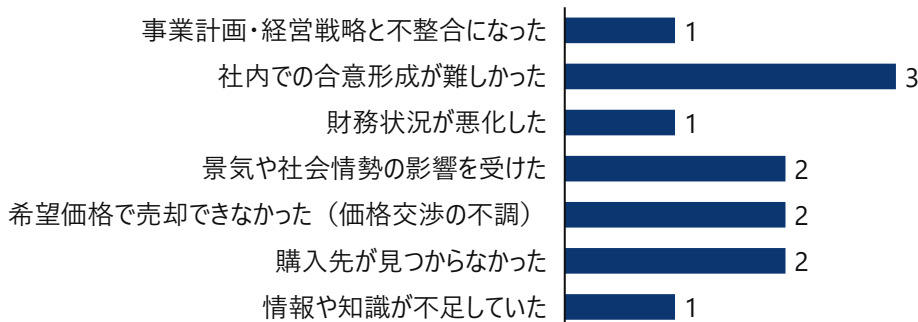 事業計画・経営戦略と不整合になった 1
社内での合意形成が難しかった 3
財務状況が悪化した 1
景気や社会情勢の影響を受けた 2
希望価格で売却できなかった（価格交渉の不調） 2
購入先が見つからなかった 2
情報や知識が不足していた 1